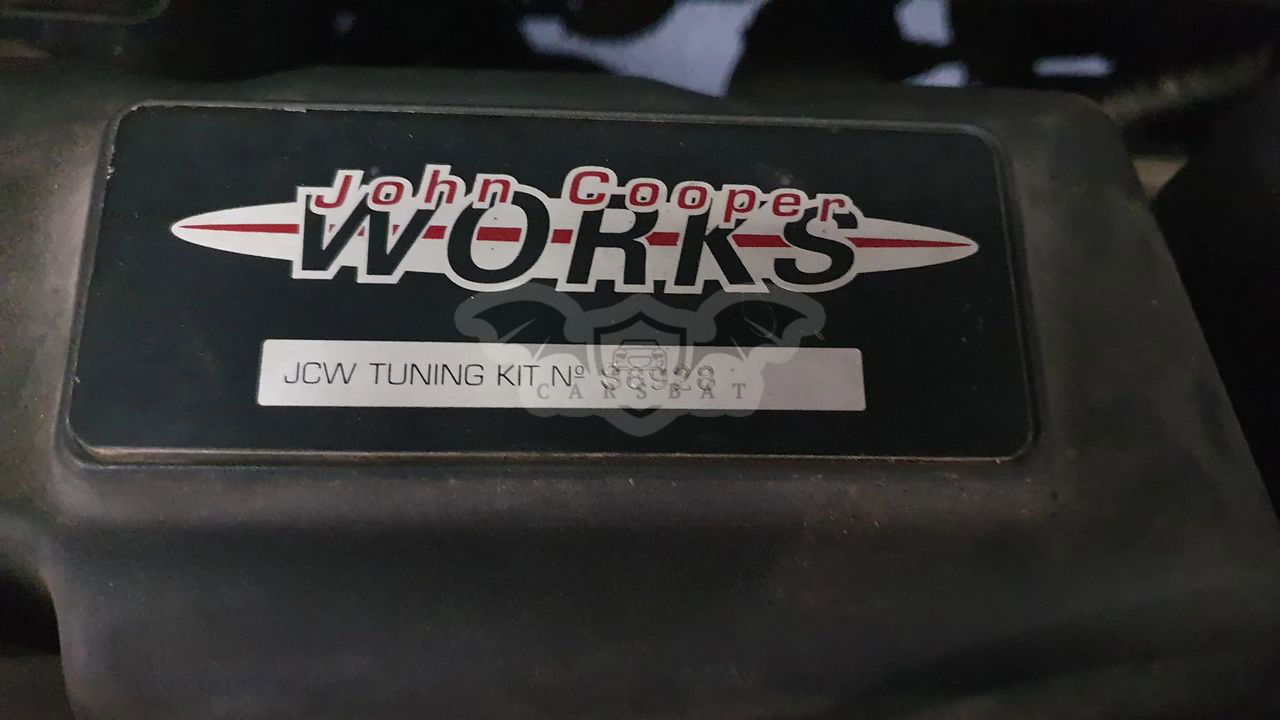 John Cooper
WORKS
JCW TUNING KIT Nº
CARSBAT